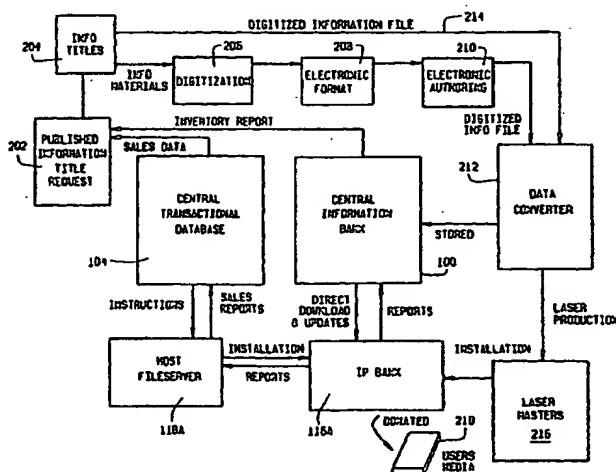 DIGITIZED INFORMATION FILE
214
204
INFO
TITLES
INFO
MATERIALS
206
DIGITIZATION
208
ELECTRONIC
FORMAT
210
ELECTRONIC
AUTHORING
INVENTORY REPORT
SALES DATA
DIGITIZED
INFO FILE
202
PUBLISHED
INFORMATION
TITLE
REQUEST
CENTRAL
TRANSACTIONAL
DATABASE
104
CENTRAL
INFORMATION
BANK
100
212
DATA
CONVERTER
STORED
INSTRUCTIONS
SALES
REPORTS
DIRECT
DOWNLOAD
& UPDATES
REPORTS
LASER
PRODUCTION
HOST
FILESERVER
118A
INSTALLATION
REPORTS
IP BANK
116A
INSTALLATION
LASER
MASTERS
216
218
USERS
MEDIA